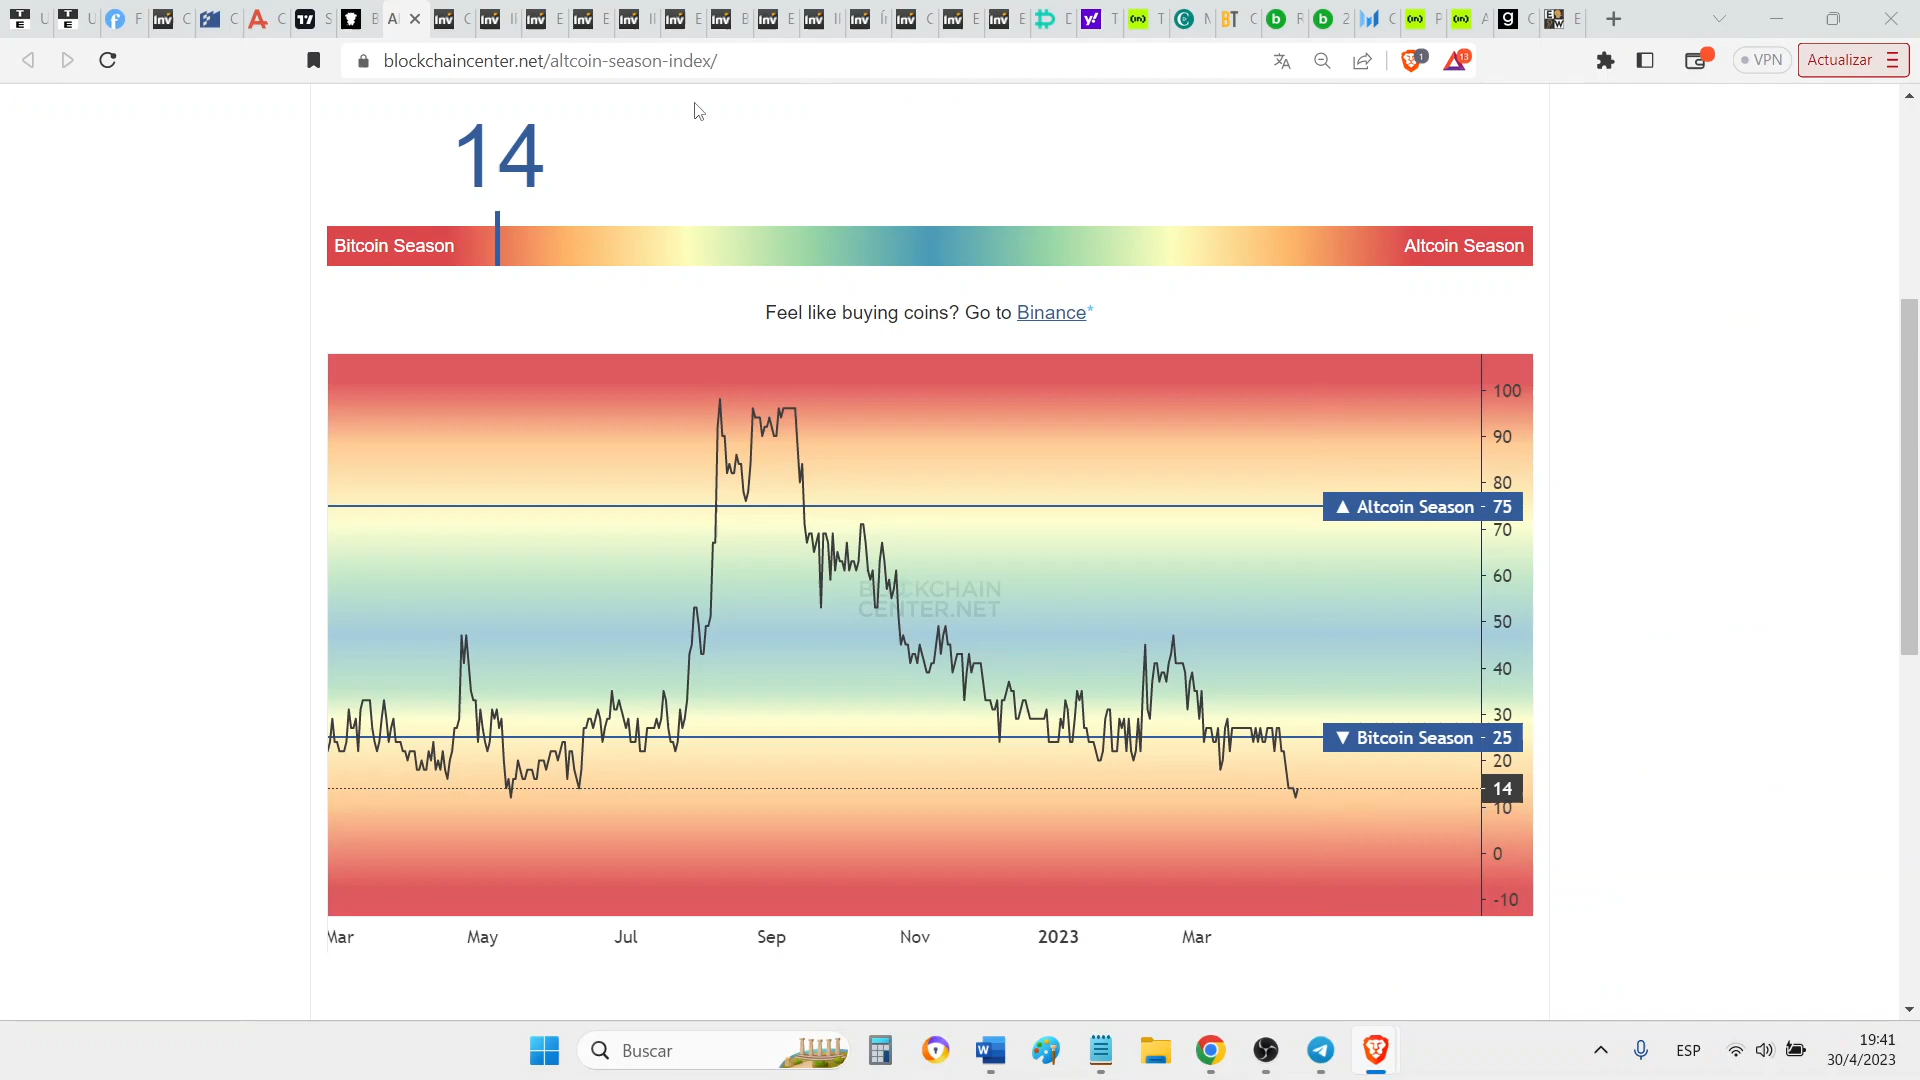 blockchaincenter.net/altcoin-season-index/
VPN
Actualizar
14
Bitcoin Season
Altcoin Season
Feel like buying coins? Go to Binance*
100
90
80
▲ Altcoin Season - 75
70
60
BLOCKCHAIN
CENTER.NET
50
40
30
▼ Bitcoin Season - 25
20
14
10
0
-10
Mar
May
Jul
Sep
Nov
2023
Mar
Buscar
ESP
19:41
30/4/2023